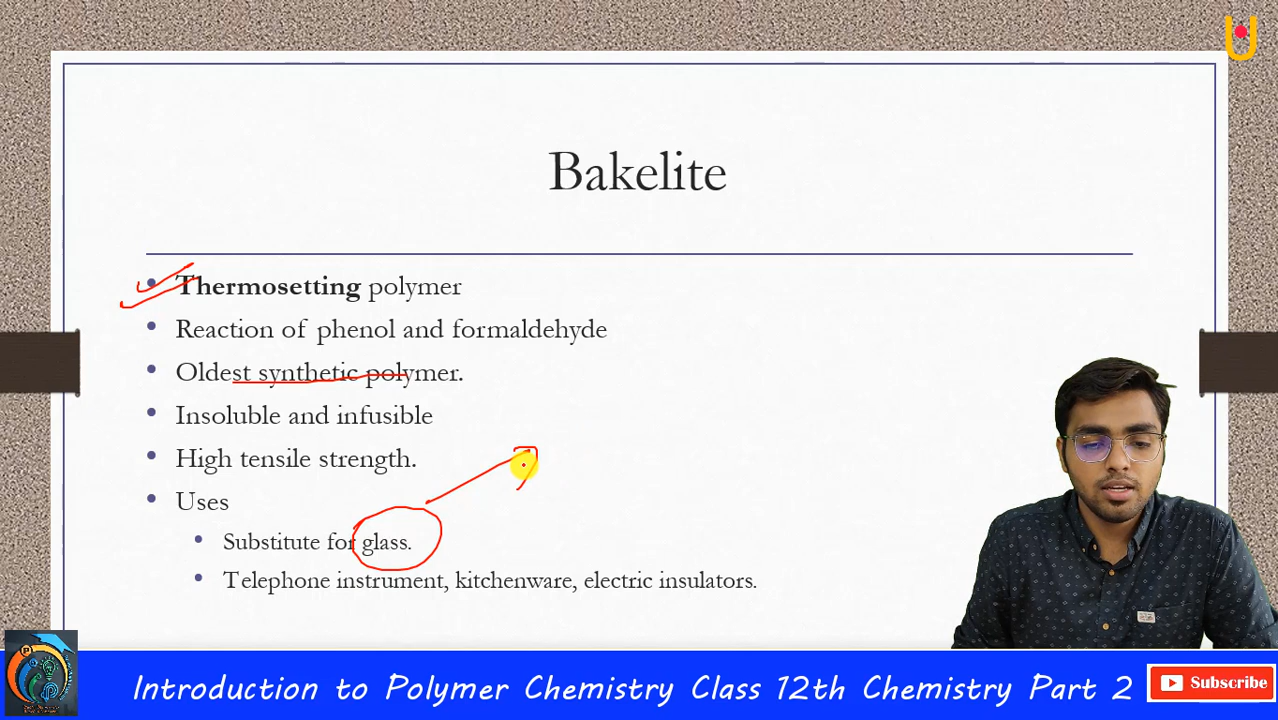 Bakelite
Thermosetting polymer
Reaction of phenol and formaldehyde
Oldest synthetic polymer.
Insoluble and infusible
High tensile strength.
Uses
Substitute for glass.
Telephone instrument, kitchenware, electric insulators.
Introduction to Polymer Chemistry Class 12th Chemistry Part 2
Subscribe